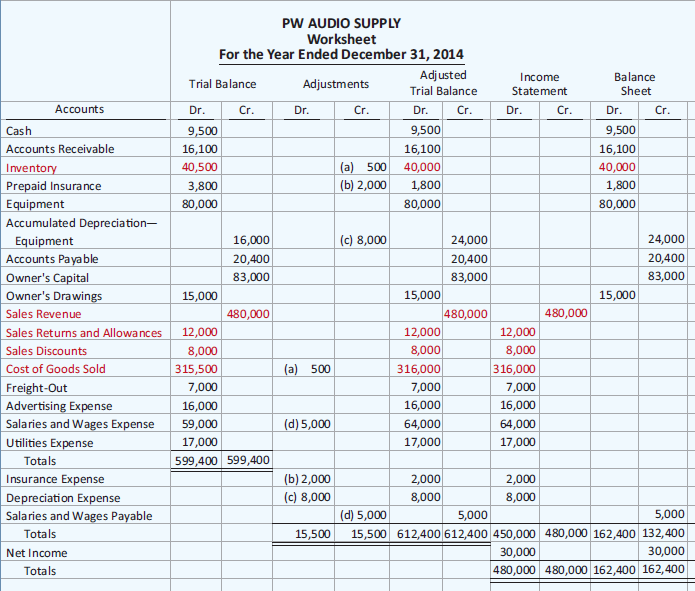 PW AUDIO SUPPLY
Worksheet
For the Year Ended December 31, 2014
Trial Balance Adjustments Adjusted Trial Balance Income Statement Balance Sheet
Accounts Dr. Cr. Dr. Cr. Dr. Cr. Dr. Cr. Dr. Cr.
Cash 9,500 9,500 9,500
Accounts Receivable 16,100 16,100 16,100
Inventory 40,500 (a) 500 40,000 40,000
Prepaid Insurance 3,800 (b) 2,000 1,800 1,800
Equipment 80,000 80,000 80,000
Accumulated Depreciation—
Equipment 16,000 (c) 8,000 24,000 24,000
Accounts Payable 20,400 20,400 20,400
Owner's Capital 83,000 83,000 83,000
Owner's Drawings 15,000 15,000 15,000
Sales Revenue 480,000 480,000 480,000
Sales Returns and Allowances 12,000 12,000 12,000
Sales Discounts 8,000 8,000 8,000
Cost of Goods Sold 315,500 (a) 500 316,000 316,000
Freight-Out 7,000 7,000 7,000
Advertising Expense 16,000 16,000 16,000
Salaries and Wages Expense 59,000 (d) 5,000 64,000 64,000
Utilities Expense 17,000 17,000 17,000
Totals 599,400 599,400
Insurance Expense (b) 2,000 2,000 2,000
Depreciation Expense (c) 8,000 8,000 8,000
Salaries and Wages Payable (d) 5,000 5,000 5,000
Totals 15,500 15,500 612,400 612,400 450,000 480,000 162,400 132,400
Net Income 30,000 30,000
Totals 480,000 480,000 162,400 162,400